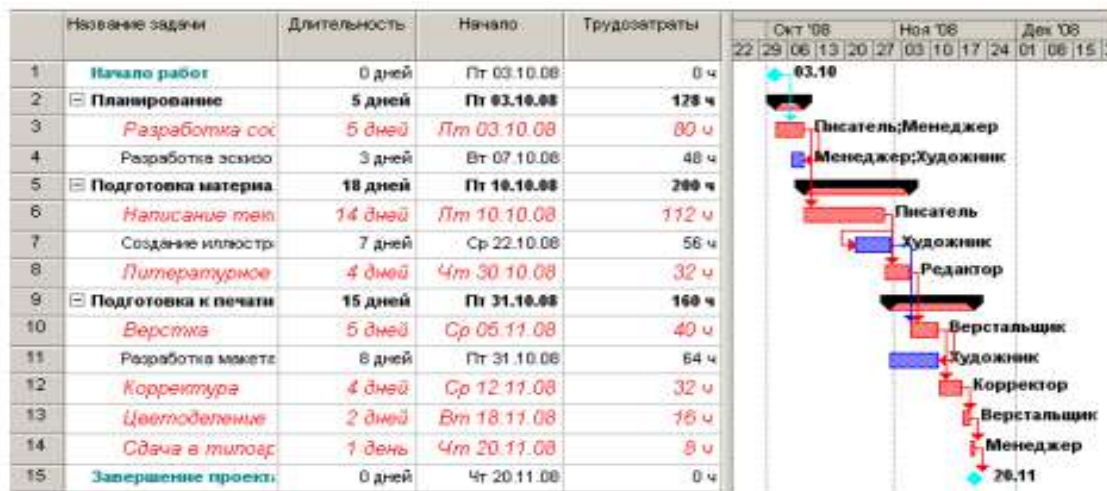 Название задачи Длительность Начало Трудозатраты Окт '08 Ноя '08 Дек '08
22 29 06 13 20 27 03 10 17 24 01 08 15
1 Начало работ 0 дней Пт 03.10.08 0 ч 03.10
2 Планирование 5 дней Пт 03.10.08 128 ч
3 Разработка сод 5 дней Пт 03.10.08 80 ч Писатель;Менеджер
4 Разработка эскизо 3 дней Вт 07.10.08 48 ч Менеджер;Художник
5 Подготовка материа 18 дней Пт 10.10.08 200 ч
6 Написание тек 14 дней Пт 10.10.08 112 ч Писатель
7 Создание иллюстр 7 дней Ср 22.10.08 56 ч Художник
8 Литературное 4 дней Чт 30.10.08 32 ч Редактор
9 Подготовка к печати 15 дней Пт 31.10.08 160 ч
10 Верстка 5 дней Ср 05.11.08 40 ч Верстальщик
11 Разработка макета 8 дней Пт 31.10.08 64 ч Художник
12 Корректура 4 дней Ср 12.11.08 32 ч Корректор
13 Цветоделение 2 дней Вт 18.11.08 16 ч Верстальщик
14 Сдача в типогр 1 день Чт 20.11.08 8 ч Менеджер
15 Завершение проект 0 дней Чт 20.11.08 0 ч 20.11